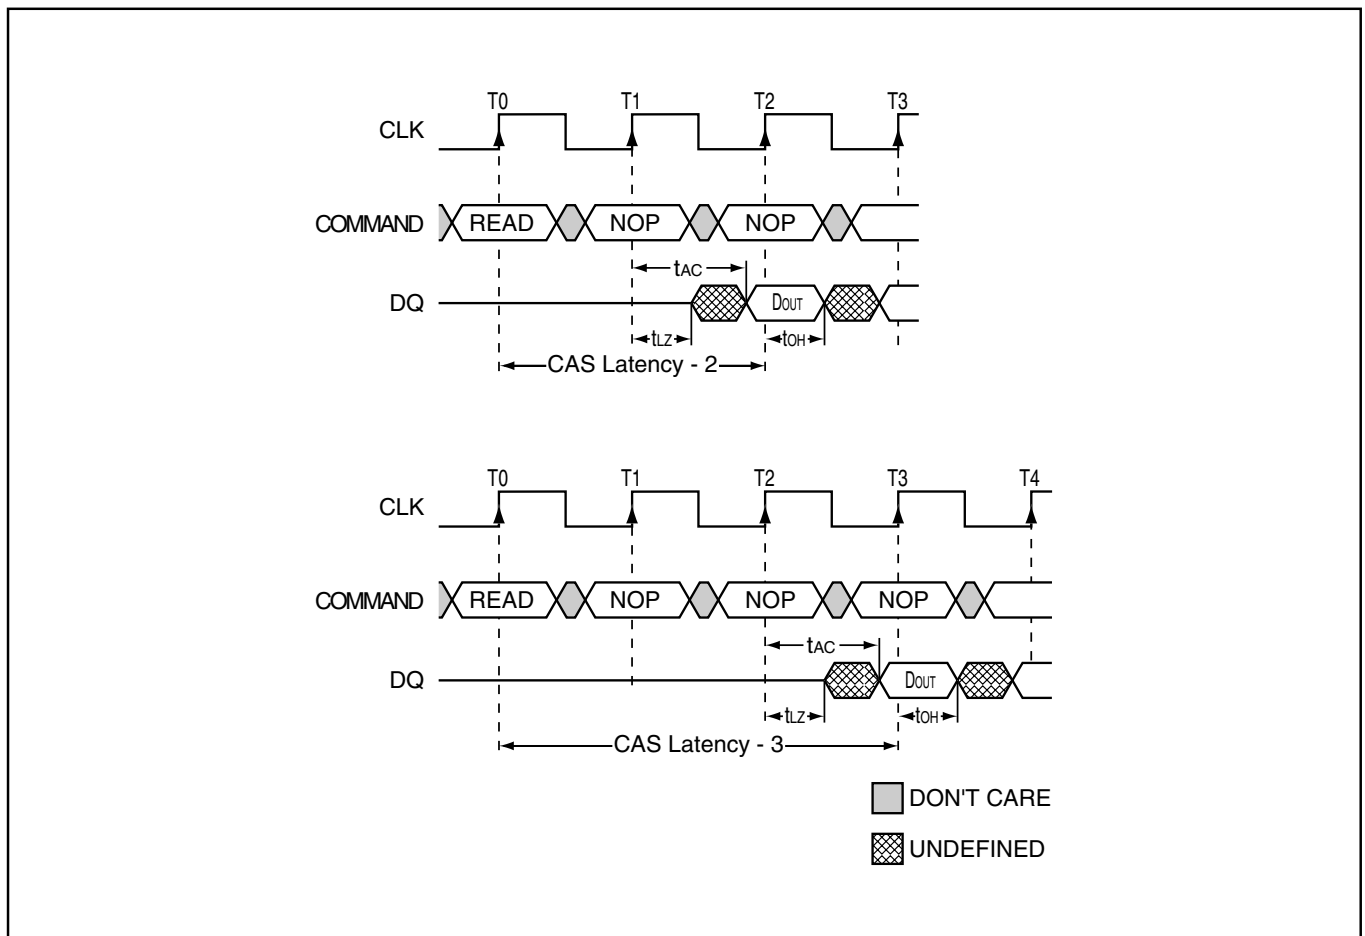 T0 T1 T2 T3
CLK
COMMAND READ NOP NOP
tAC
DQ DOUT
tLZ tOH
CAS Latency - 2
T0 T1 T2 T3 T4
CLK
COMMAND READ NOP NOP NOP
tAC
DQ DOUT
tLZ tOH
CAS Latency - 3
DON'T CARE
UNDEFINED